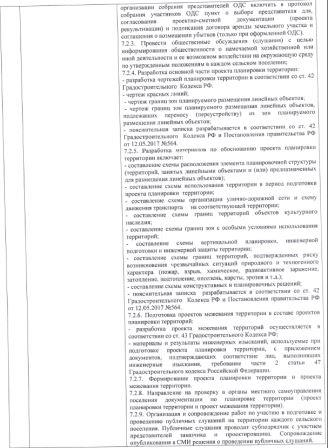 организации собрания представителей ОДС включить в протокол
собрания участников ОДС пункт о выборе представителя для
согласования проектно-сметной документации (проекта
рекультивации) и подписания договора аренды земельного участка и
соглашения о возмещении убытков (только при оформленной ОДС).
7.2.3. Провести общественные обсуждения (слушания) с целью
информирования общественности о намечаемой хозяйственной или
иной деятельности и ее возможном воздействии на окружающую среду
по утвержденным положениям в каждом сельском поселении;
7.2.4. Разработка основной части проекта планировки территории:
- разработка чертежей планировки территории в соответствии со ст. 42
Градостроительного Кодекса РФ.
- чертеж красных линий;
- чертеж границ зон планируемого размещения линейных объектов;
- чертеж границ зон планируемого размещения линейных объектов,
подлежащих переносу (переустройству) из зон планируемого
размещения линейных объектов;
- пояснительная записка разрабатывается в соответствии со ст. 42
Градостроительного Кодекса РФ и Постановления правительства РФ
от 12.05.2017 №564.
7.2.5. Разработка материалов по обоснованию проекта планировки
территории включает:
- составление схемы расположения элемента планировочной структуры
(территорий, занятых линейными объектами и (или) предназначенных
для размещения линейных объектов);
- составление схемы использования территории в период подготовки
проекта планировки территории;
- составление схемы организации улично-дорожной сети и схему
движения транспорта на соответствующей территории;
- составление схемы границ территорий объектов культурного
наследия;
- составление схемы границ зон с особыми условиями использования
территорий;
- составление схемы вертикальной планировки, инженерной
подготовки и инженерной защиты территории;
- составление схемы границ территорий, подверженных риску
возникновения чрезвычайных ситуаций природного и техногенного
характера (пожар, взрыв, химическое, радиоактивное заражение,
затопление, подтопление, оползень, карсты, эрозия и т.д.);
- составление схемы конструктивных и планировочных решений;
- пояснительная записка разрабатывается в соответствии со ст. 42
Градостроительного Кодекса РФ и Постановления правительства РФ
от 12.05.2017 №564.
7.2.6. Подготовка проектов межевания территории в составе проектов
планировки территорий:
- разработка проекта межевания территорий осуществляется в
соответствии со ст. 43 Градостроительного Кодекса РФ;
- материалы и результаты инженерных изысканий, используемые при
подготовке проекта планировки территории, с приложением
документов, подтверждающих соответствие лиц, выполнивших
инженерные изыскания, требованиям части 2 статьи 47
Градостроительного кодекса Российской Федерации.
7.2.7. Формирование проекта планировки территории и проекта
межевания территории.
7.2.8. Направление на проверку в органы местного самоуправления
поселения документации по планировке территории (проект
планировки территории и проект межевания территории).
7.2.9. Организация и сопровождение работ по участию в подготовке и
проведению публичных слушаний на территории каждого сельского
поселения. Публичные слушания проводит субподрядчик с участием
представителей заказчика и проектировщика. Сопровождение
опубликования в СМИ решения о проведении публичных слушаний,